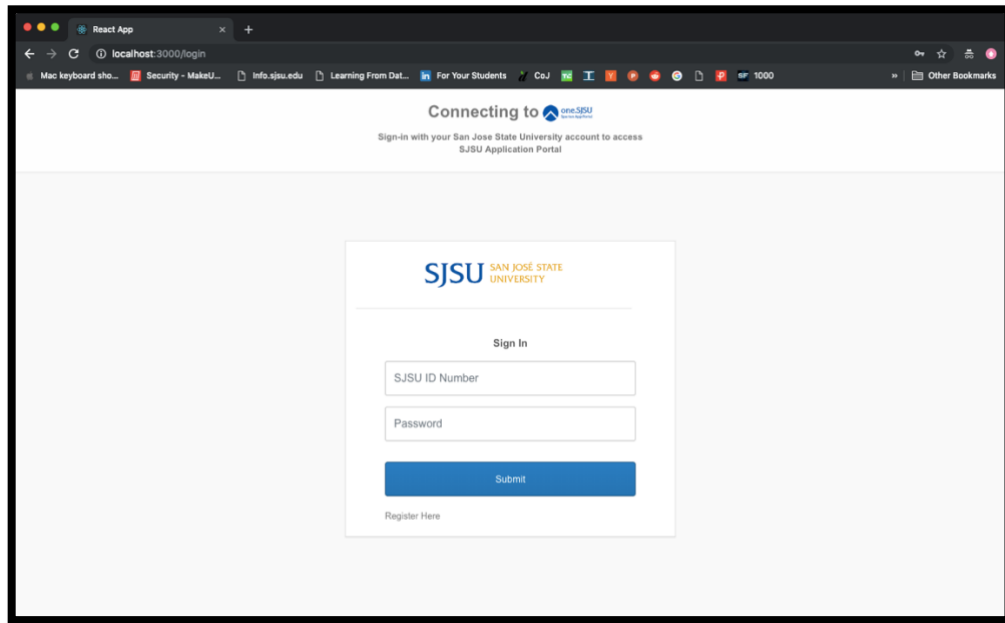 React App
localhost:3000/login
Mac keyboard sho... Security - MakeU... Info.sjsu.edu Learning From Dat... For Your Students CoJ 1000 » Other Bookmarks
Connecting to one.SJSU
Sign-in with your San Jose State University account to access
SJSU Application Portal
SJSU SAN JOSÉ STATE
UNIVERSITY
Sign In
SJSU ID Number
Password
Submit
Register Here